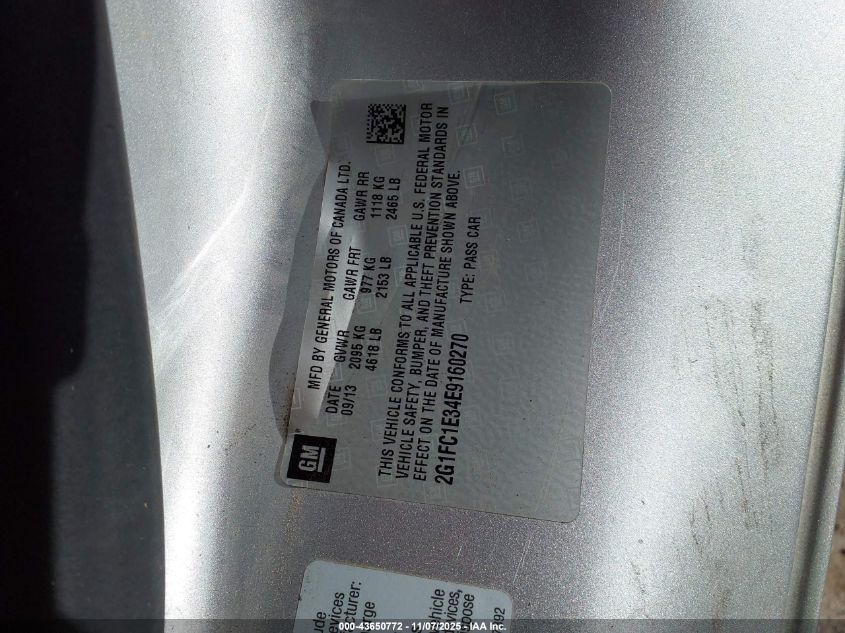 MFD BY GENERAL MOTORS OF CANADA LTD.
DATE GVWR GAWR FRT GAWR RR
09/13 2095 KG 977 KG 1118 KG
4618 LB 2153 LB 2465 LB
THIS VEHICLE CONFORMS TO ALL APPLICABLE U.S. FEDERAL MOTOR
VEHICLE SAFETY, BUMPER, AND THEFT PREVENTION STANDARDS IN
EFFECT ON THE DATE OF MANUFACTURE SHOWN ABOVE.
2G1FC1E34E9160270 TYPE: PASS CAR
GM
vehicle
vices,
000-43650772 - 11/07/2025 - IAAI Inc.